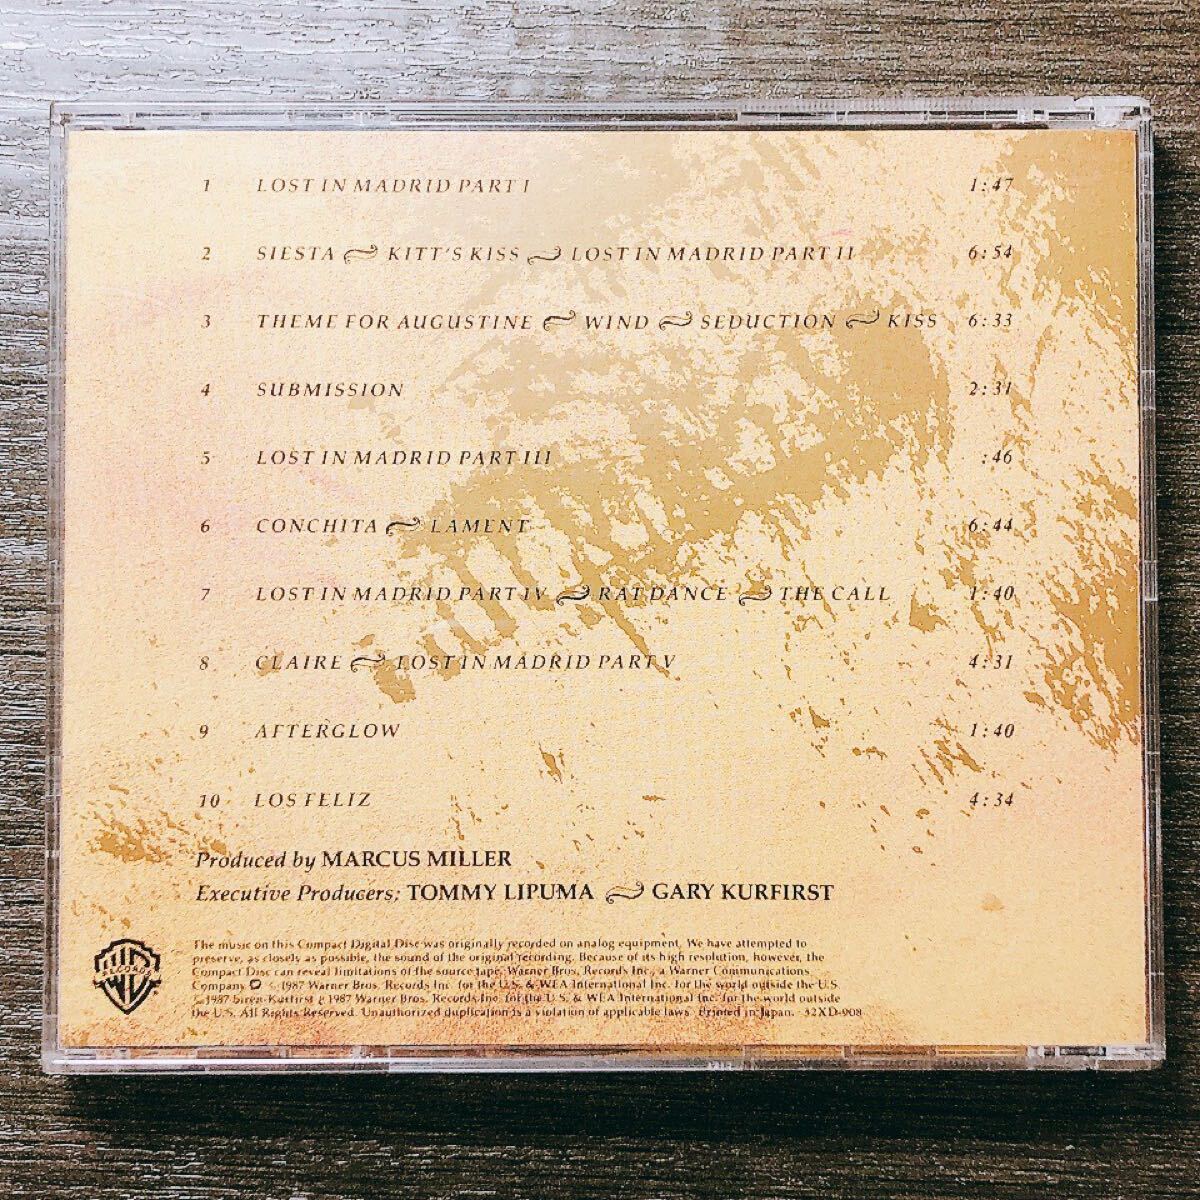 1 LOST IN MADRID PART I 1:47
2 SIESTA KITT'S KISS LOST IN MADRID PART II 6:54
3 THEME FOR AUGUSTINE WIND SEDUCTION KISS 6:33
4 SUBMISSION 2:31
5 LOST IN MADRID PART III :46
6 CONCHITA LAMENT 6:44
7 LOST IN MADRID PART IV RAT DANCE THE CALL 1:40
8 CLAIRE LOST IN MADRID PART V 4:31
9 AFTERGLOW 1:40
10 LOS FELIZ 4:34
Produced by MARCUS MILLER
Executive Producers; TOMMY LIPUMA GARY KURFIRST
WB RECORDS
The music on this Compact Digital Disc was originally recorded on analog equipment. We have attempted to
preserve, as closely as possible, the sound of the original recording. Because of its high resolution, however, the
Compact Disc can reveal limitations of the source tape. Warner Bros. Records Inc., a Warner Communications
Company © 1987 Warner Bros. Records Inc. for the U.S. & WEA International Inc. for the world outside the U.S.
© 1987 Siren-Kurfirst ℗ 1987 Warner Bros. Records Inc. for the U.S. & WEA International Inc. for the world outside
the U.S. All Rights Reserved. Unauthorized duplication is a violation of applicable laws. Printed in Japan. 32XD-908